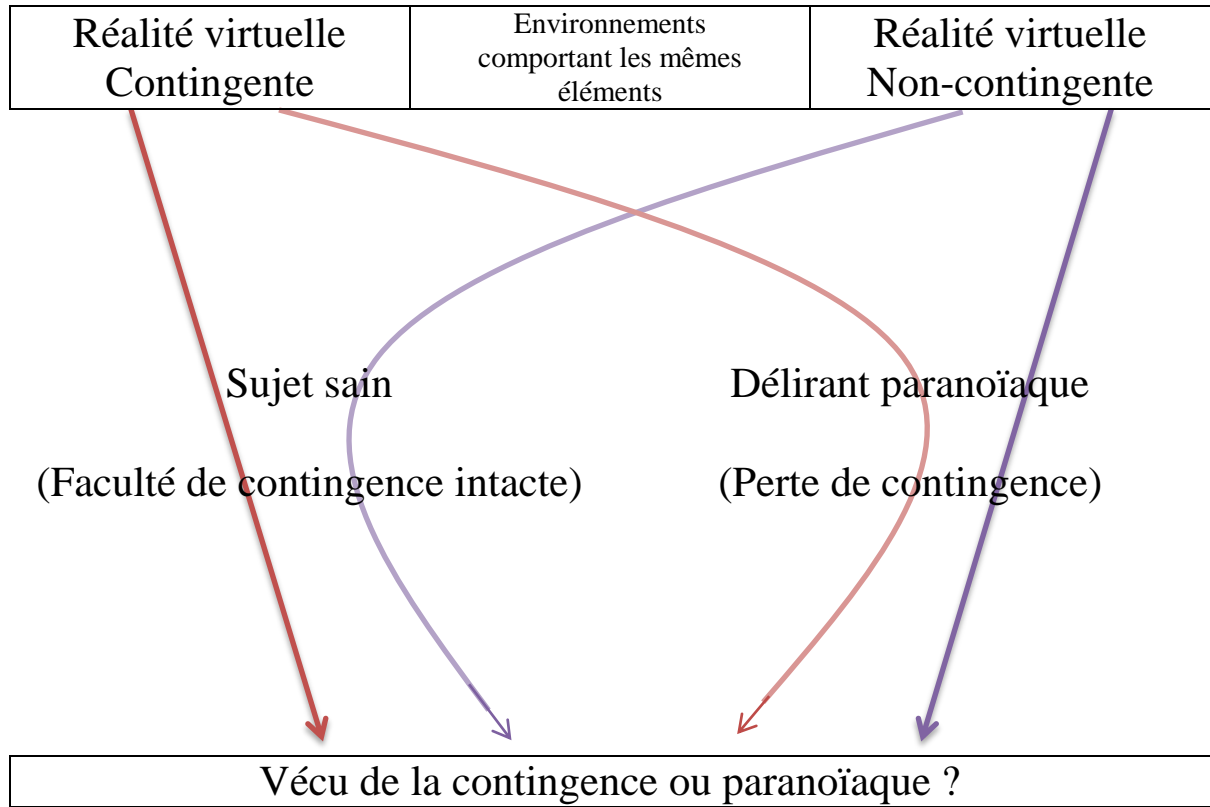 Réalité virtuelle
Contingente
Environnements
comportant les mêmes
éléments
Réalité virtuelle
Non-contingente
Sujet sain
(Faculté de contingence intacte)
Délirant paranoïaque
(Perte de contingence)
Vécu de la contingence ou paranoïaque ?